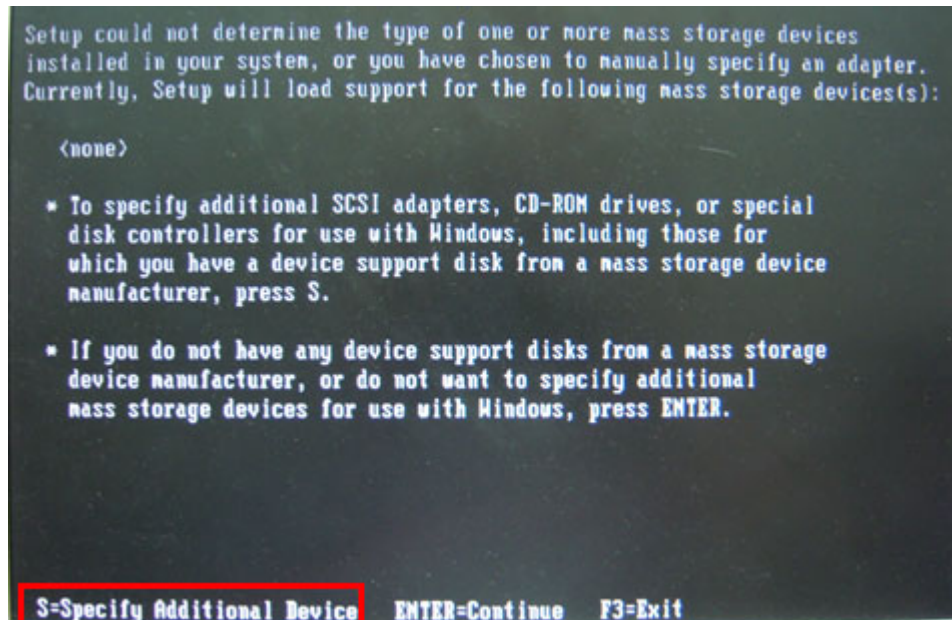 Setup could not determine the type of one or more mass storage devices
installed in your system, or you have chosen to manually specify an adapter.
Currently, Setup will load support for the following mass storage devices(s):
<none>
* To specify additional SCSI adapters, CD-ROM drives, or special
disk controllers for use with Windows, including those for
which you have a device support disk from a mass storage device
manufacturer, press S.
* If you do not have any device support disks from a mass storage
device manufacturer, or do not want to specify additional
mass storage devices for use with Windows, press ENTER.
S=Specify Additional Device ENTER=Continue F3=Exit